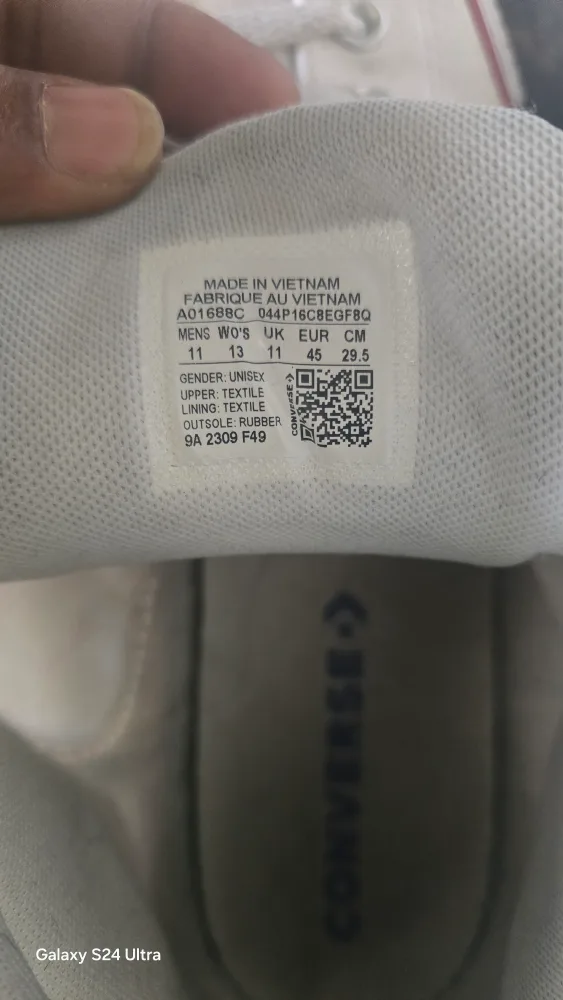 MADE IN VIETNAM
FABRIQUE AU VIETNAM
A01688C 044P16C8EGF8Q
MENS WO'S UK EUR CM
11 13 11 45 29.5
GENDER: UNISEX
UPPER: TEXTILE
LINING: TEXTILE
OUTSOLE: RUBBER
9A 2309 F49
CONVERSE
CONVERSE
Galaxy S24 Ultra